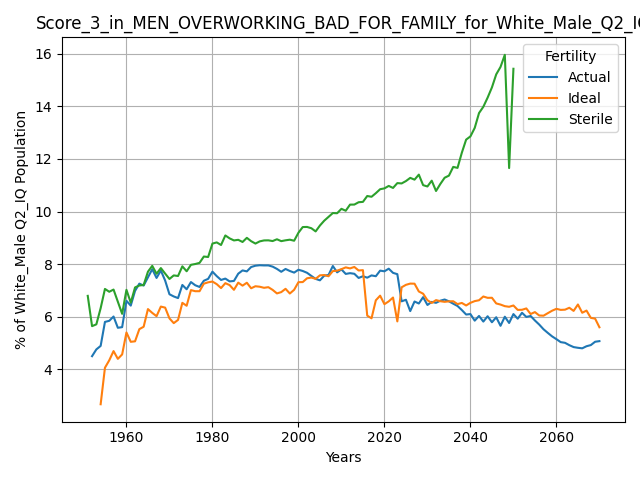 Score_3_in_MEN_OVERWORKING_BAD_FOR_FAMILY_for_White_Male_Q2_IQ
Fertility
Actual
Ideal
Sterile
% of White_Male Q2_IQ Population
16
14
12
10
8
6
4
1960 1980 2000 2020 2040 2060
Years